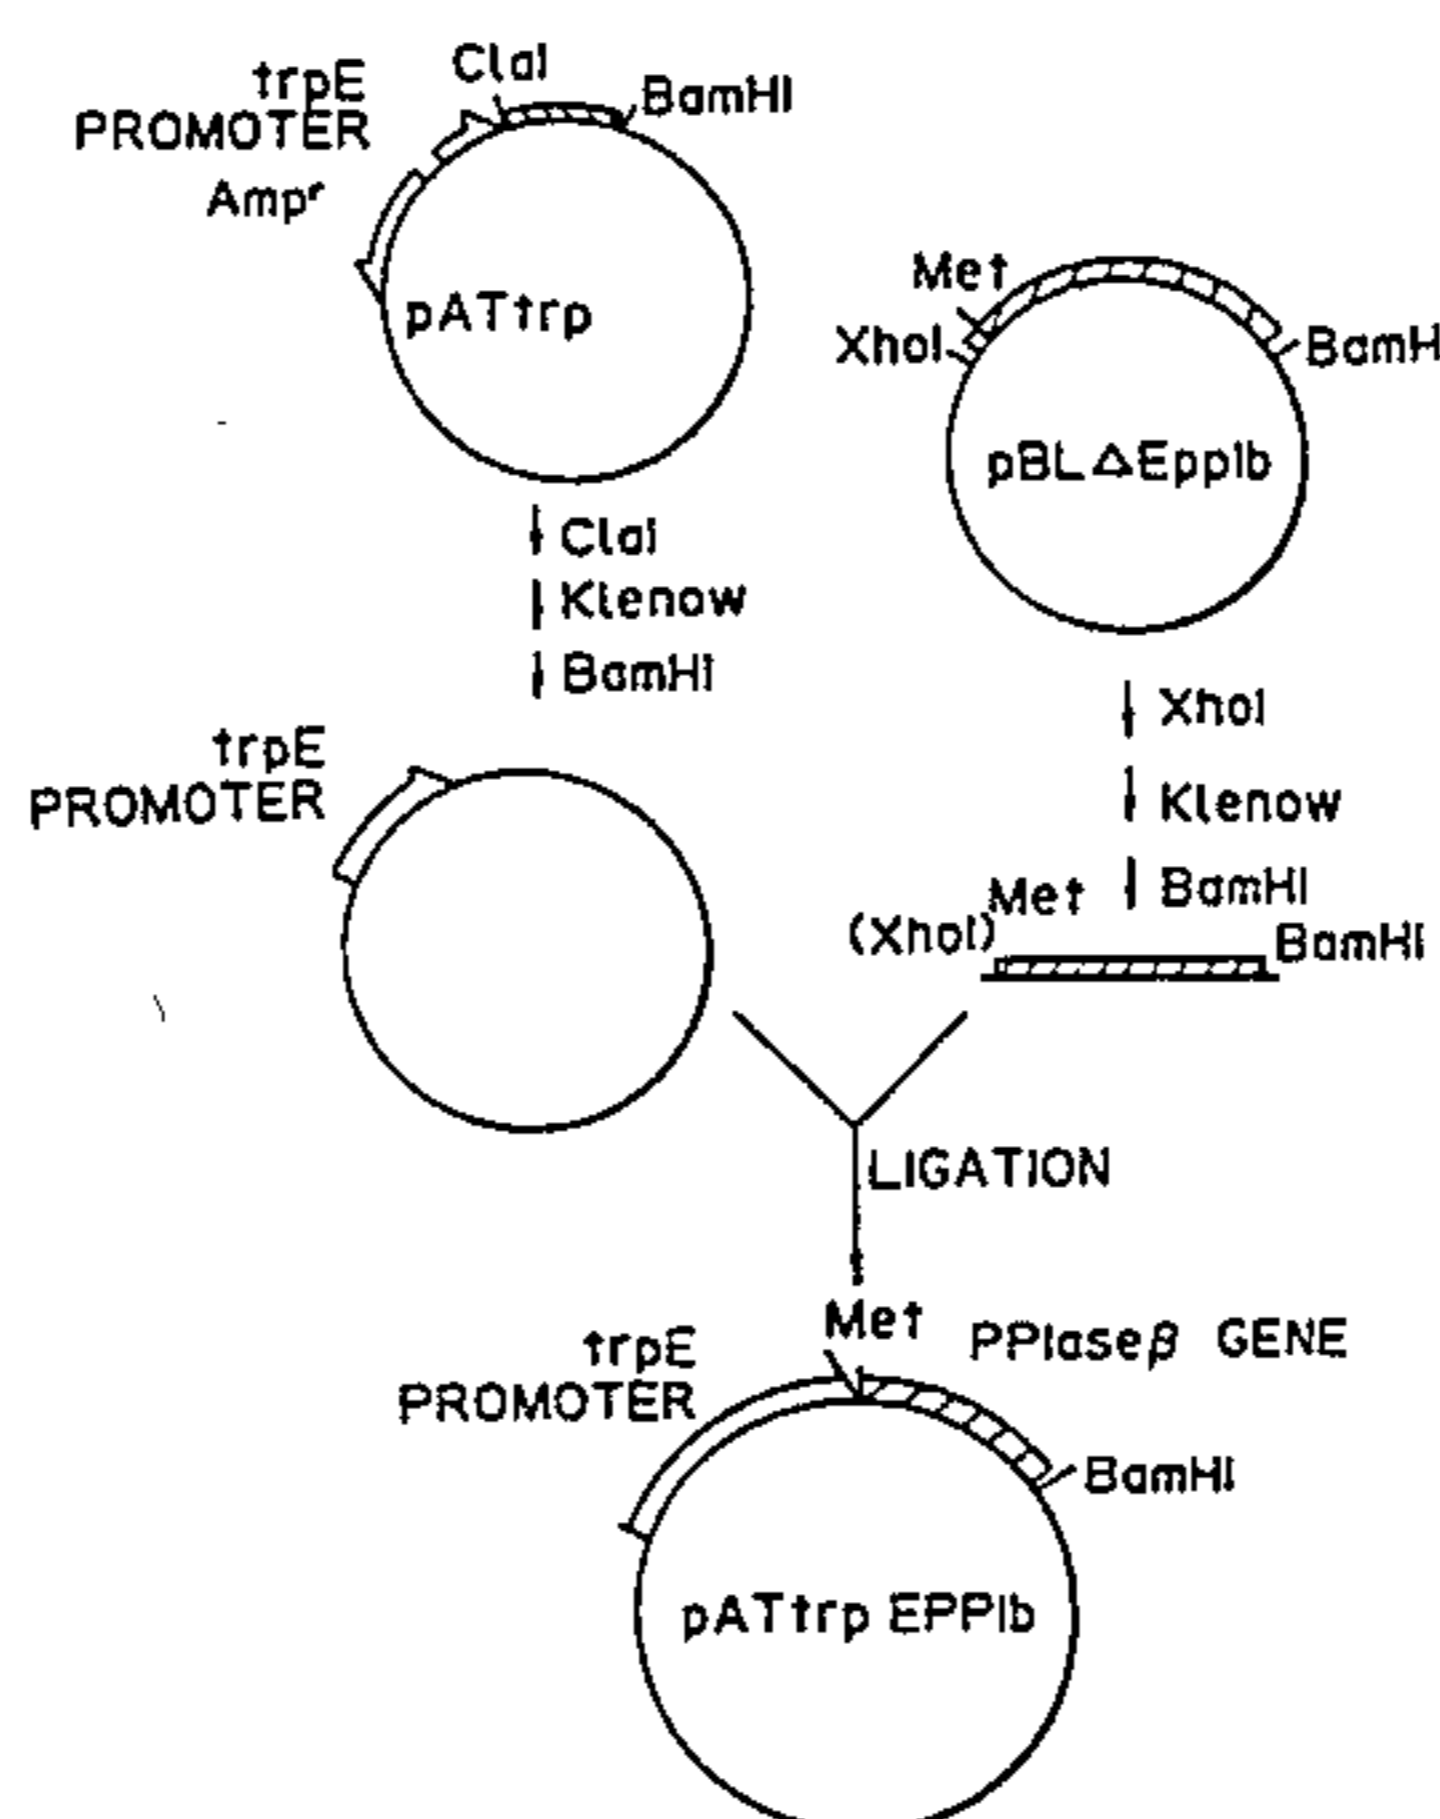 trpE
PROMOTER
ClaI
BamHI
Ampʳ
pATtrp
Met
XhoI
BamH
pBLΔEppIb
ClaI
Klenow
BamHI
XhoI
Klenow
BamHI
trpE
PROMOTER
Met
(XhoI)
BamHI
LIGATION
Met
PPIaseβ GENE
trpE
PROMOTER
BamHI
pATtrp EPPIb